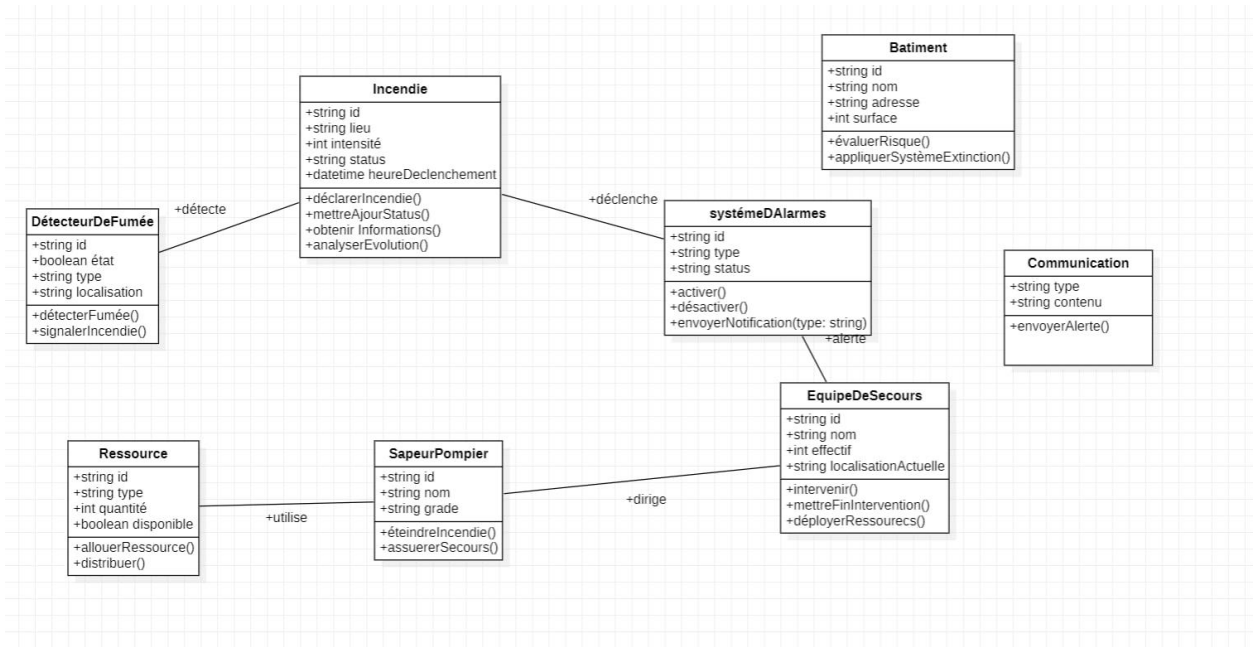 Batiment
+string id
+string nom
+string adresse
+int surface
+évaluerRisque()
+appliquerSystèmeExtinction()
Incendie
+string id
+string lieu
+int intensité
+string status
+datetime heureDeclenchement
+déclarerIncendie()
+mettreAjourStatus()
+obtenir Informations()
+analyserEvolution()
+détecte
+déclenche
DétecteurDeFumée
+string id
+boolean état
+string type
+string localisation
+détecterFumée()
+signalerIncendie()
systémeDAlarmes
+string id
+string type
+string status
+activer()
+désactiver()
+envoyerNotification(type: string)
+alerte
Communication
+string type
+string contenu
+envoyerAlerte()
EquipeDeSecours
+string id
+string nom
+int effectif
+string localisationActuelle
+intervenir()
+mettreFinIntervention()
+déployerRessourecs()
Ressource
+string id
+string type
+int quantité
+boolean disponible
+allouerRessource()
+distribuer()
+utilise
SapeurPompier
+string id
+string nom
+string grade
+éteindreIncendie()
+assuererSecours()
+dirige